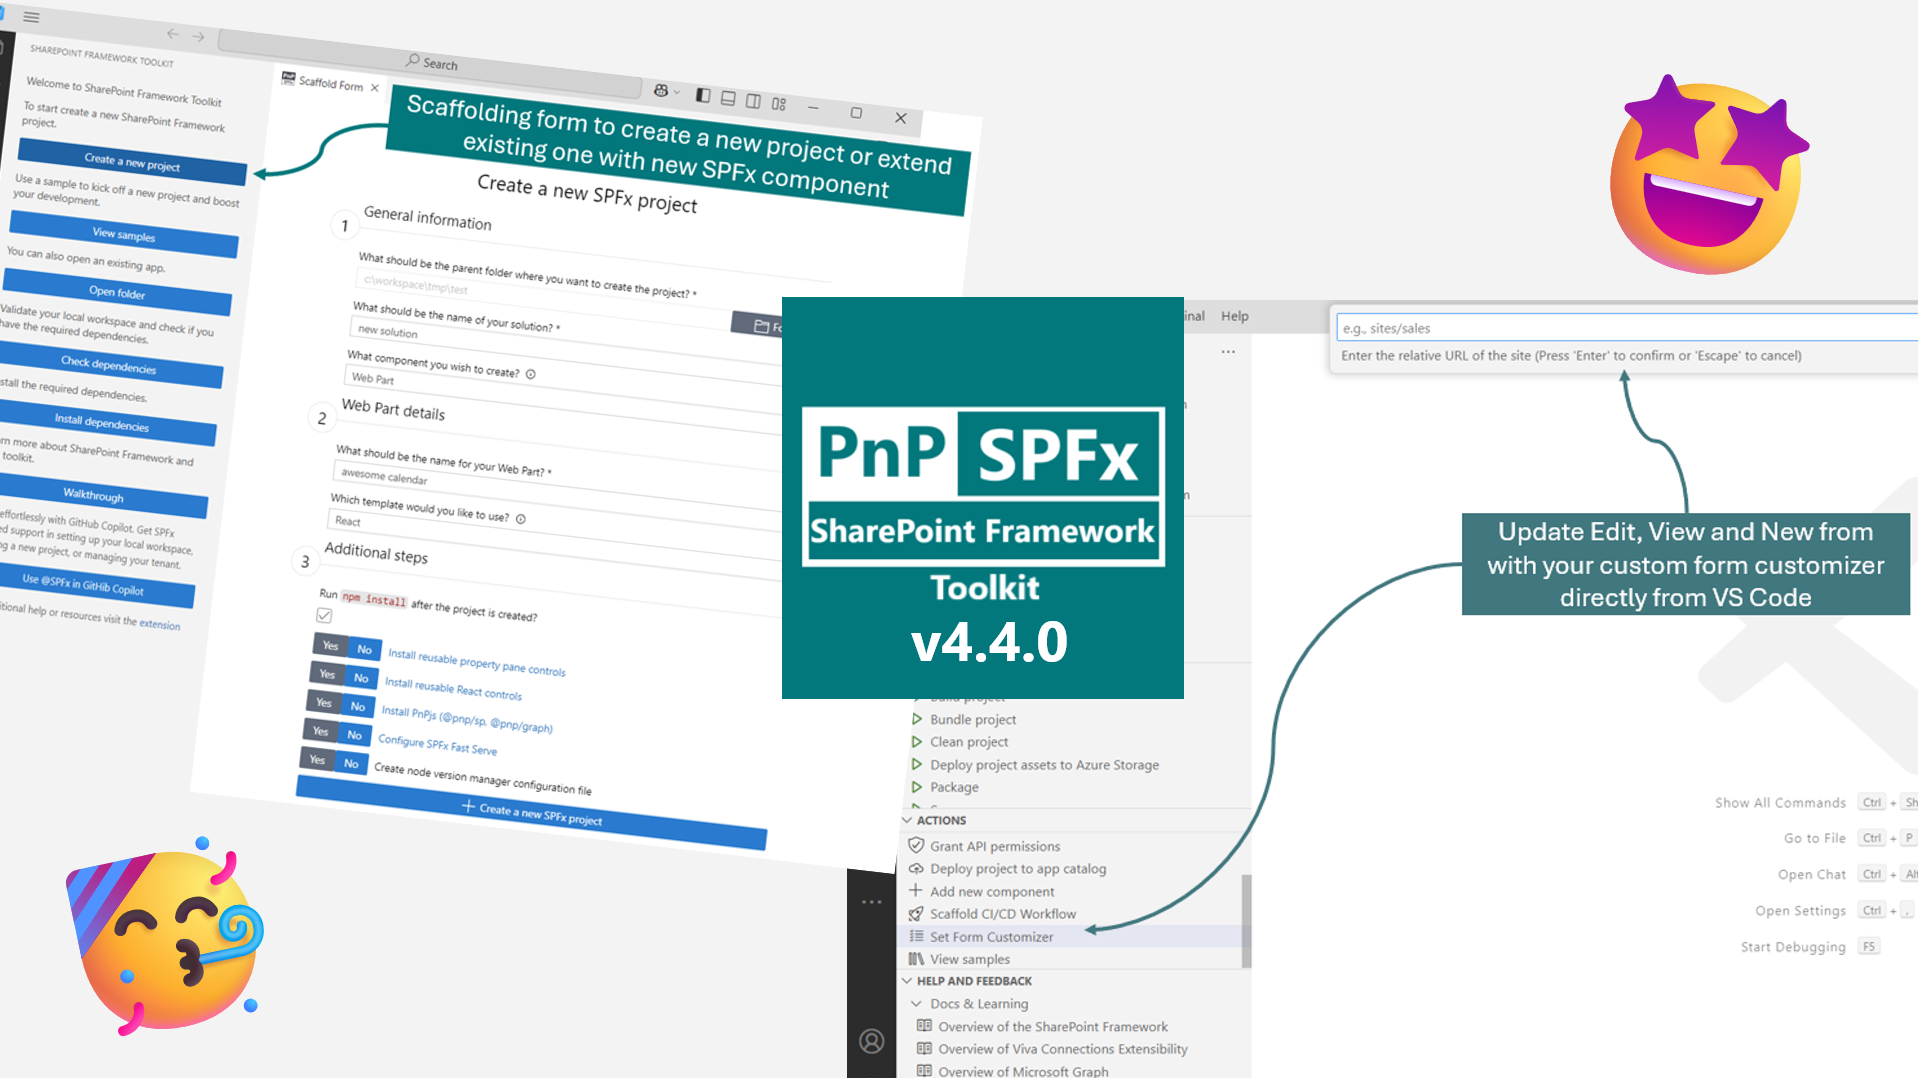 SHAREPOINT FRAMEWORK TOOLKIT
Welcome to SharePoint Framework Toolkit
To start create a new SharePoint Framework
project.
Create a new project
Use a sample to kick off a new project and boost
your development.
View samples
You can also open an existing app.
Open folder
Validate your local workspace and check if you
have the required dependencies.
Check dependencies
stall the required dependencies.
Install dependencies
rn more about SharePoint Framework and
toolkit.
Walkthrough
effortlessly with GitHub Copilot. Get SPFx
ed support in setting up your local workspace,
ng a new project, or managing your tenant.
Use @SPFx in GitHib Copilot
itional help or resources visit the extension
Search
Scaffold Form
Scaffolding form to create a new project or extend
existing one with new SPFx component
Create a new SPFx project
1
General information
What should be the parent folder where you want to create the project? *
c:\workspace\tmp\test
Fo
What should be the name of your solution? *
new solution
What component you wish to create?
Web Part
2
Web Part details
What should be the name for your Web Part? *
awesome calendar
Which template would you like to use?
React
3
Additional steps
Run npm install after the project is created?
Yes No Install reusable property pane controls
Yes No Install reusable React controls
Yes No Install PnPjs (@pnp/sp, @pnp/graph)
Yes No Configure SPFx Fast Serve
Yes No Create node version manager configuration file
+ Create a new SPFx project
PnP SPFx
SharePoint Framework
Toolkit
v4.4.0
inal Help
e.g., sites/sales
Enter the relative URL of the site (Press 'Enter' to confirm or 'Escape' to cancel)
Update Edit, View and New from
with your custom form customizer
directly from VS Code
Build project
Bundle project
Clean project
Deploy project assets to Azure Storage
Package
ACTIONS
Grant API permissions
Deploy project to app catalog
Add new component
Scaffold CI/CD Workflow
Set Form Customizer
View samples
HELP AND FEEDBACK
Docs & Learning
Overview of the SharePoint Framework
Overview of Viva Connections Extensibility
Overview of Microsoft Graph
Show All Commands Ctrl + Sh
Go to File Ctrl + P
Open Chat Ctrl + Alt
Open Settings Ctrl + ,
Start Debugging F5